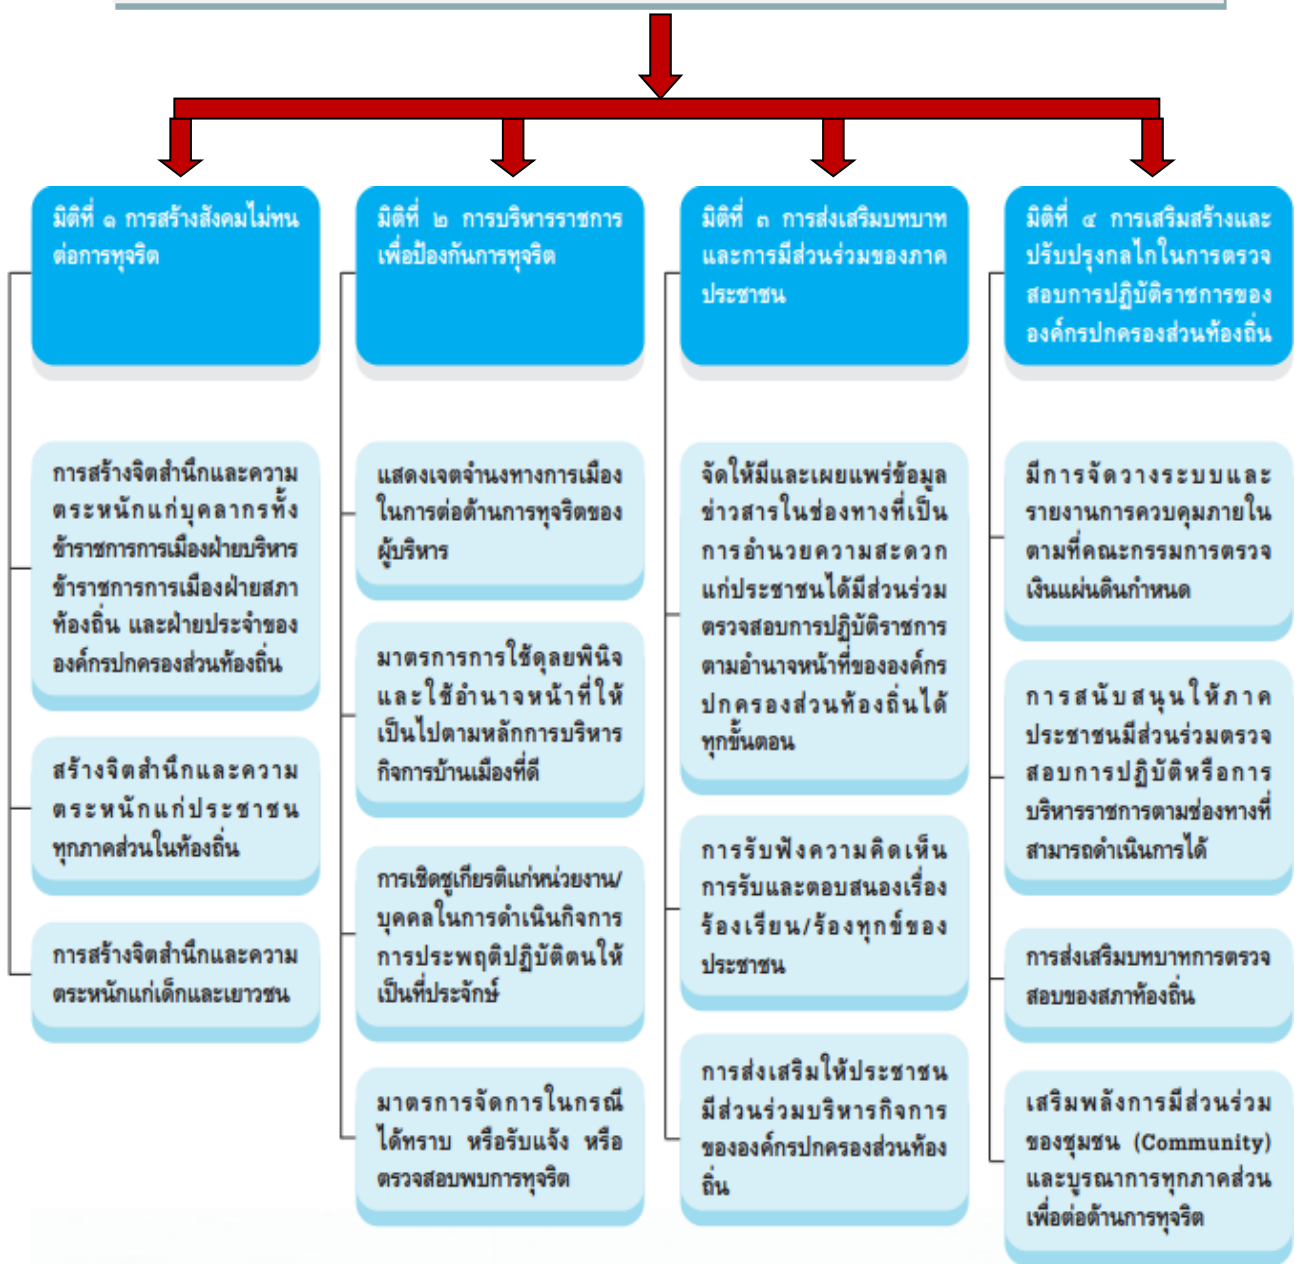 มิติที่ ๑ การสร้างสังคมไม่ทน
ต่อการทุจริต
การสร้างจิตสำนึกและความ
ตระหนักแก่บุคลากรทั้ง
ข้าราชการการเมืองฝ่ายบริหาร
ข้าราชการการเมืองฝ่ายสภา
ท้องถิ่น และฝ่ายประจำของ
องค์กรปกครองส่วนท้องถิ่น
สร้างจิตสำนึกและความ
ตระหนักแก่ประชาชน
ทุกภาคส่วนในท้องถิ่น
การสร้างจิตสำนึกและความ
ตระหนักแก่เด็กและเยาวชน
มิติที่ ๒ การบริหารราชการ
เพื่อป้องกันการทุจริต
แสดงเจตจำนงทางการเมือง
ในการต่อต้านการทุจริตของ
ผู้บริหาร
มาตรการการใช้ดุลยพินิจ
และใช้อำนาจหน้าที่ให้
เป็นไปตามหลักการบริหาร
กิจการบ้านเมืองที่ดี
การเชิดชูเกียรติแก่หน่วยงาน/
บุคคลในการดำเนินกิจการ
การประพฤติปฏิบัติตนให้
เป็นที่ประจักษ์
มาตรการจัดการในกรณี
ได้ทราบ หรือรับแจ้ง หรือ
ตรวจสอบพบการทุจริต
มิติที่ ๓ การส่งเสริมบทบาท
และการมีส่วนร่วมของภาค
ประชาชน
จัดให้มีและเผยแพร่ข้อมูล
ข่าวสารในช่องทางที่เป็น
การอำนวยความสะดวก
แก่ประชาชนได้มีส่วนร่วม
ตรวจสอบการปฏิบัติราชการ
ตามอำนาจหน้าที่ขององค์กร
ปกครองส่วนท้องถิ่นได้
ทุกขั้นตอน
การรับฟังความคิดเห็น
การรับและตอบสนองเรื่อง
ร้องเรียน/ร้องทุกข์ของ
ประชาชน
การส่งเสริมให้ประชาชน
มีส่วนร่วมบริหารกิจการ
ขององค์กรปกครองส่วนท้อง
ถิ่น
มิติที่ ๔ การเสริมสร้างและ
ปรับปรุงกลไกในการตรวจ
สอบการปฏิบัติราชการของ
องค์กรปกครองส่วนท้องถิ่น
มีการจัดวางระบบและ
รายงานการควบคุมภายใน
ตามที่คณะกรรมการตรวจ
เงินแผ่นดินกำหนด
การสนับสนุนให้ภาค
ประชาชนมีส่วนร่วมตรวจ
สอบการปฏิบัติหรือการ
บริหารราชการตามช่องทางที่
สามารถดำเนินการได้
การส่งเสริมบทบาทการตรวจ
สอบของสภาท้องถิ่น
เสริมพลังการมีส่วนร่วม
ของชุมชน (Community)
และบูรณาการทุกภาคส่วน
เพื่อต่อต้านการทุจริต